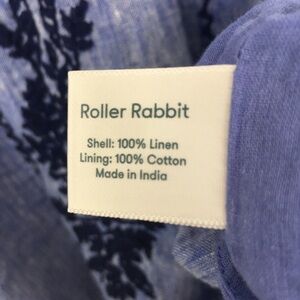 Roller Rabbit
Shell: 100% Linen
Lining: 100% Cotton
Made in India